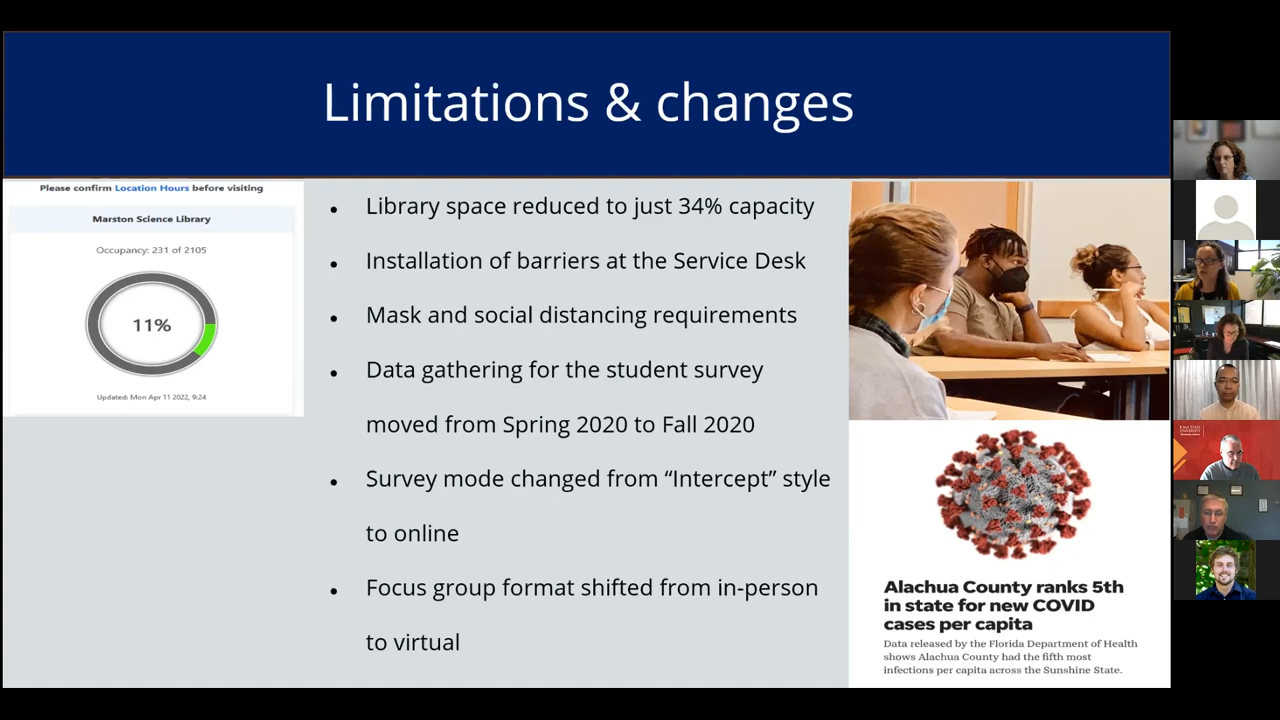 Limitations & changes
Please confirm Location Hours before visiting
Marston Science Library
Occupancy: 231 of 2105
11%
Updated: Mon Apr 11 2022, 9:24
• Library space reduced to just 34% capacity
• Installation of barriers at the Service Desk
• Mask and social distancing requirements
• Data gathering for the student survey
moved from Spring 2020 to Fall 2020
• Survey mode changed from “Intercept” style
to online
• Focus group format shifted from in-person
to virtual
Alachua County ranks 5th
in state for new COVID
cases per capita
Data released by the Florida Department of Health
shows Alachua County had the fifth most
infections per capita across the Sunshine State.
IOWA STATE
UNIVERSITY